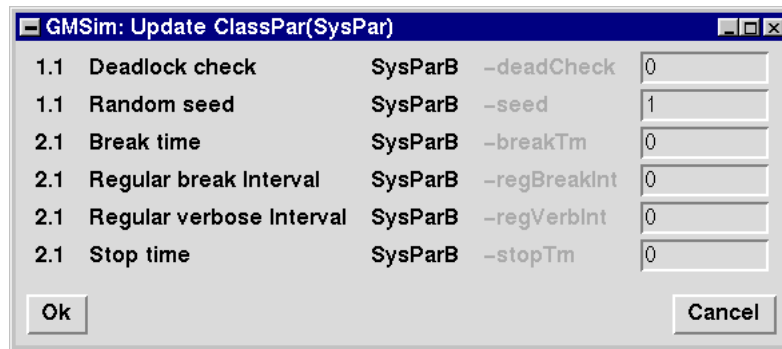 GMSim: Update ClassPar(SysPar)
1.1 Deadlock check SysParB -deadCheck 0
1.1 Random seed SysParB -seed 1
2.1 Break time SysParB -breakTm 0
2.1 Regular break Interval SysParB -regBreakInt 0
2.1 Regular verbose Interval SysParB -regVerbInt 0
2.1 Stop time SysParB -stopTm 0
Ok Cancel